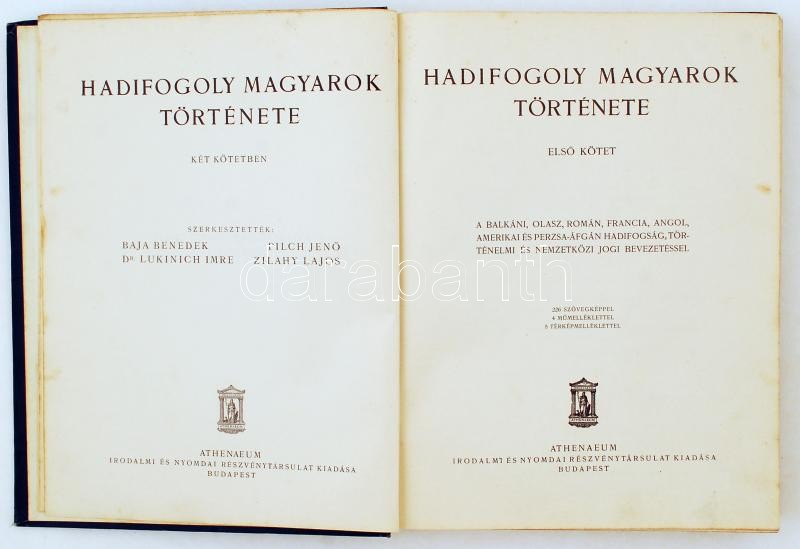 HADIFOGOLY MAGYAROK
TÖRTÉNETE
KÉT KÖTETBEN
SZERKESZTETTÉK:
BAJA BENEDEK PILCH JENŐ
DR. LUKINICH IMRE ZILAHY LAJOS
ATHENAEUM
IRODALMI ÉS NYOMDAI RÉSZVÉNYTÁRSULAT KIADÁSA
BUDAPEST
HADIFOGOLY MAGYAROK
TÖRTÉNETE
ELSŐ KÖTET
A BALKÁNI, OLASZ, ROMÁN, FRANCIA, ANGOL,
AMERIKAI ÉS PERZSA-ÁFGÁN HADIFOGSÁG, TÖR-
TÉNELMI ÉS NEMZETKÖZI JOGI BEVEZETÉSSEL
226 SZÖVEGKÉPPEL
4 MŰMELLÉKLETTEL
8 TÉRKÉPMELLÉKLETTEL
ATHENAEUM
IRODALMI ÉS NYOMDAI RÉSZVÉNYTÁRSULAT KIADÁSA
BUDAPEST
darabanth